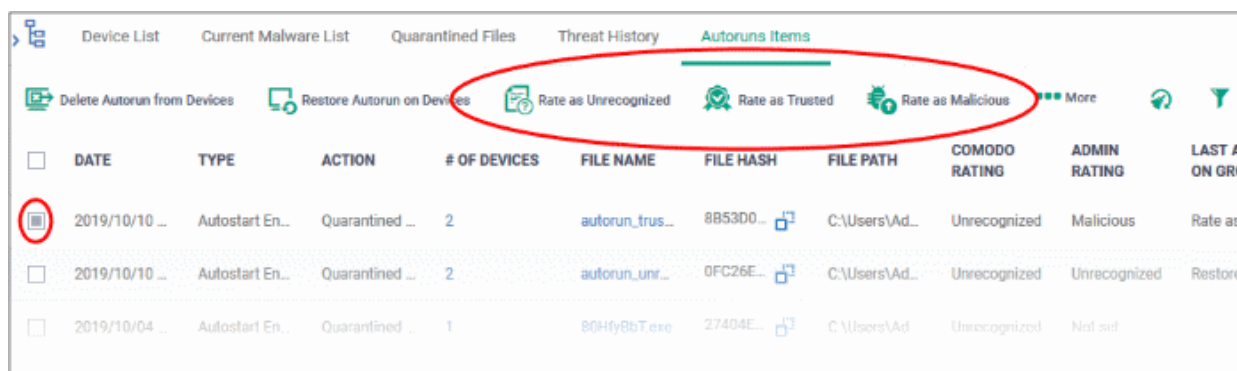 Device List Current Malware List Quarantined Files Threat History Autoruns Items
Delete Autorun from Devices Restore Autorun on Devices Rate as Unrecognized Rate as Trusted Rate as Malicious More
DATE TYPE ACTION # OF DEVICES FILE NAME FILE HASH FILE PATH COMODO RATING ADMIN RATING LAST A ON GR
2019/10/10 ... Autostart En... Quarantined ... 2 autorun_trus... 8B53D0... C:\Users\Ad... Unrecognized Malicious Rate as
2019/10/10 ... Autostart En... Quarantined ... 2 autorun_unr... 0FC26E... C:\Users\Ad... Unrecognized Unrecognized Restore
2019/10/04 ... Autostart En... Quarantined ... 1 80HfyBbT.exe 27404E... C:\Users\Ad Unrecognized Not set